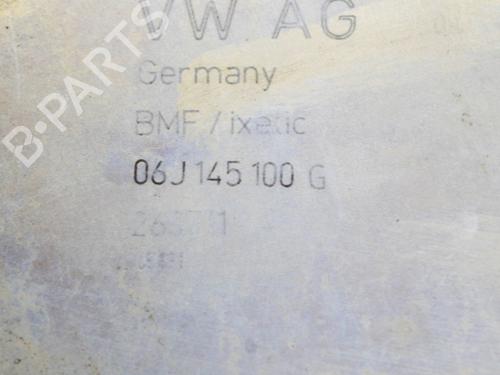 B-PARTS
VW AG
Germany
BMF / ixetic
06J 145 100 G